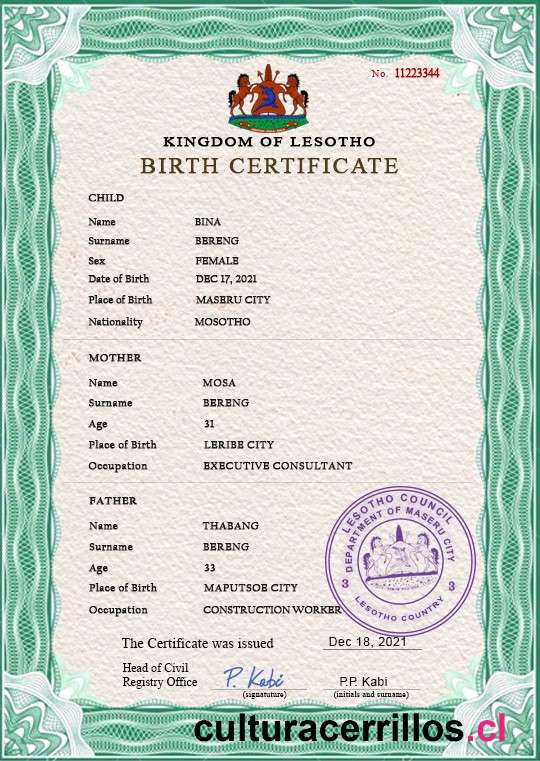 No. 11223344
KINGDOM OF LESOTHO
BIRTH CERTIFICATE
CHILD
Name BINA
Surname BERENG
Sex FEMALE
Date of Birth DEC 17, 2021
Place of Birth MASERU CITY
Nationality MOSOTHO
MOTHER
Name MOSA
Surname BERENG
Age 31
Place of Birth LERIBE CITY
Occupation EXECUTIVE CONSULTANT
FATHER
Name THABANG
Surname BERENG
Age 33
Place of Birth MAPUTSOE CITY
Occupation CONSTRUCTION WORKER
LESOTHO COUNCIL
DEPARTMENT OF MASERU CITY
3 3
LESOTHO COUNTRY
The Certificate was issued Dec 18, 2021
Head of Civil
Registry Office P. Kabi P.P. Kabi
(signatature) (initials and surname)
culturacerrillos.cl